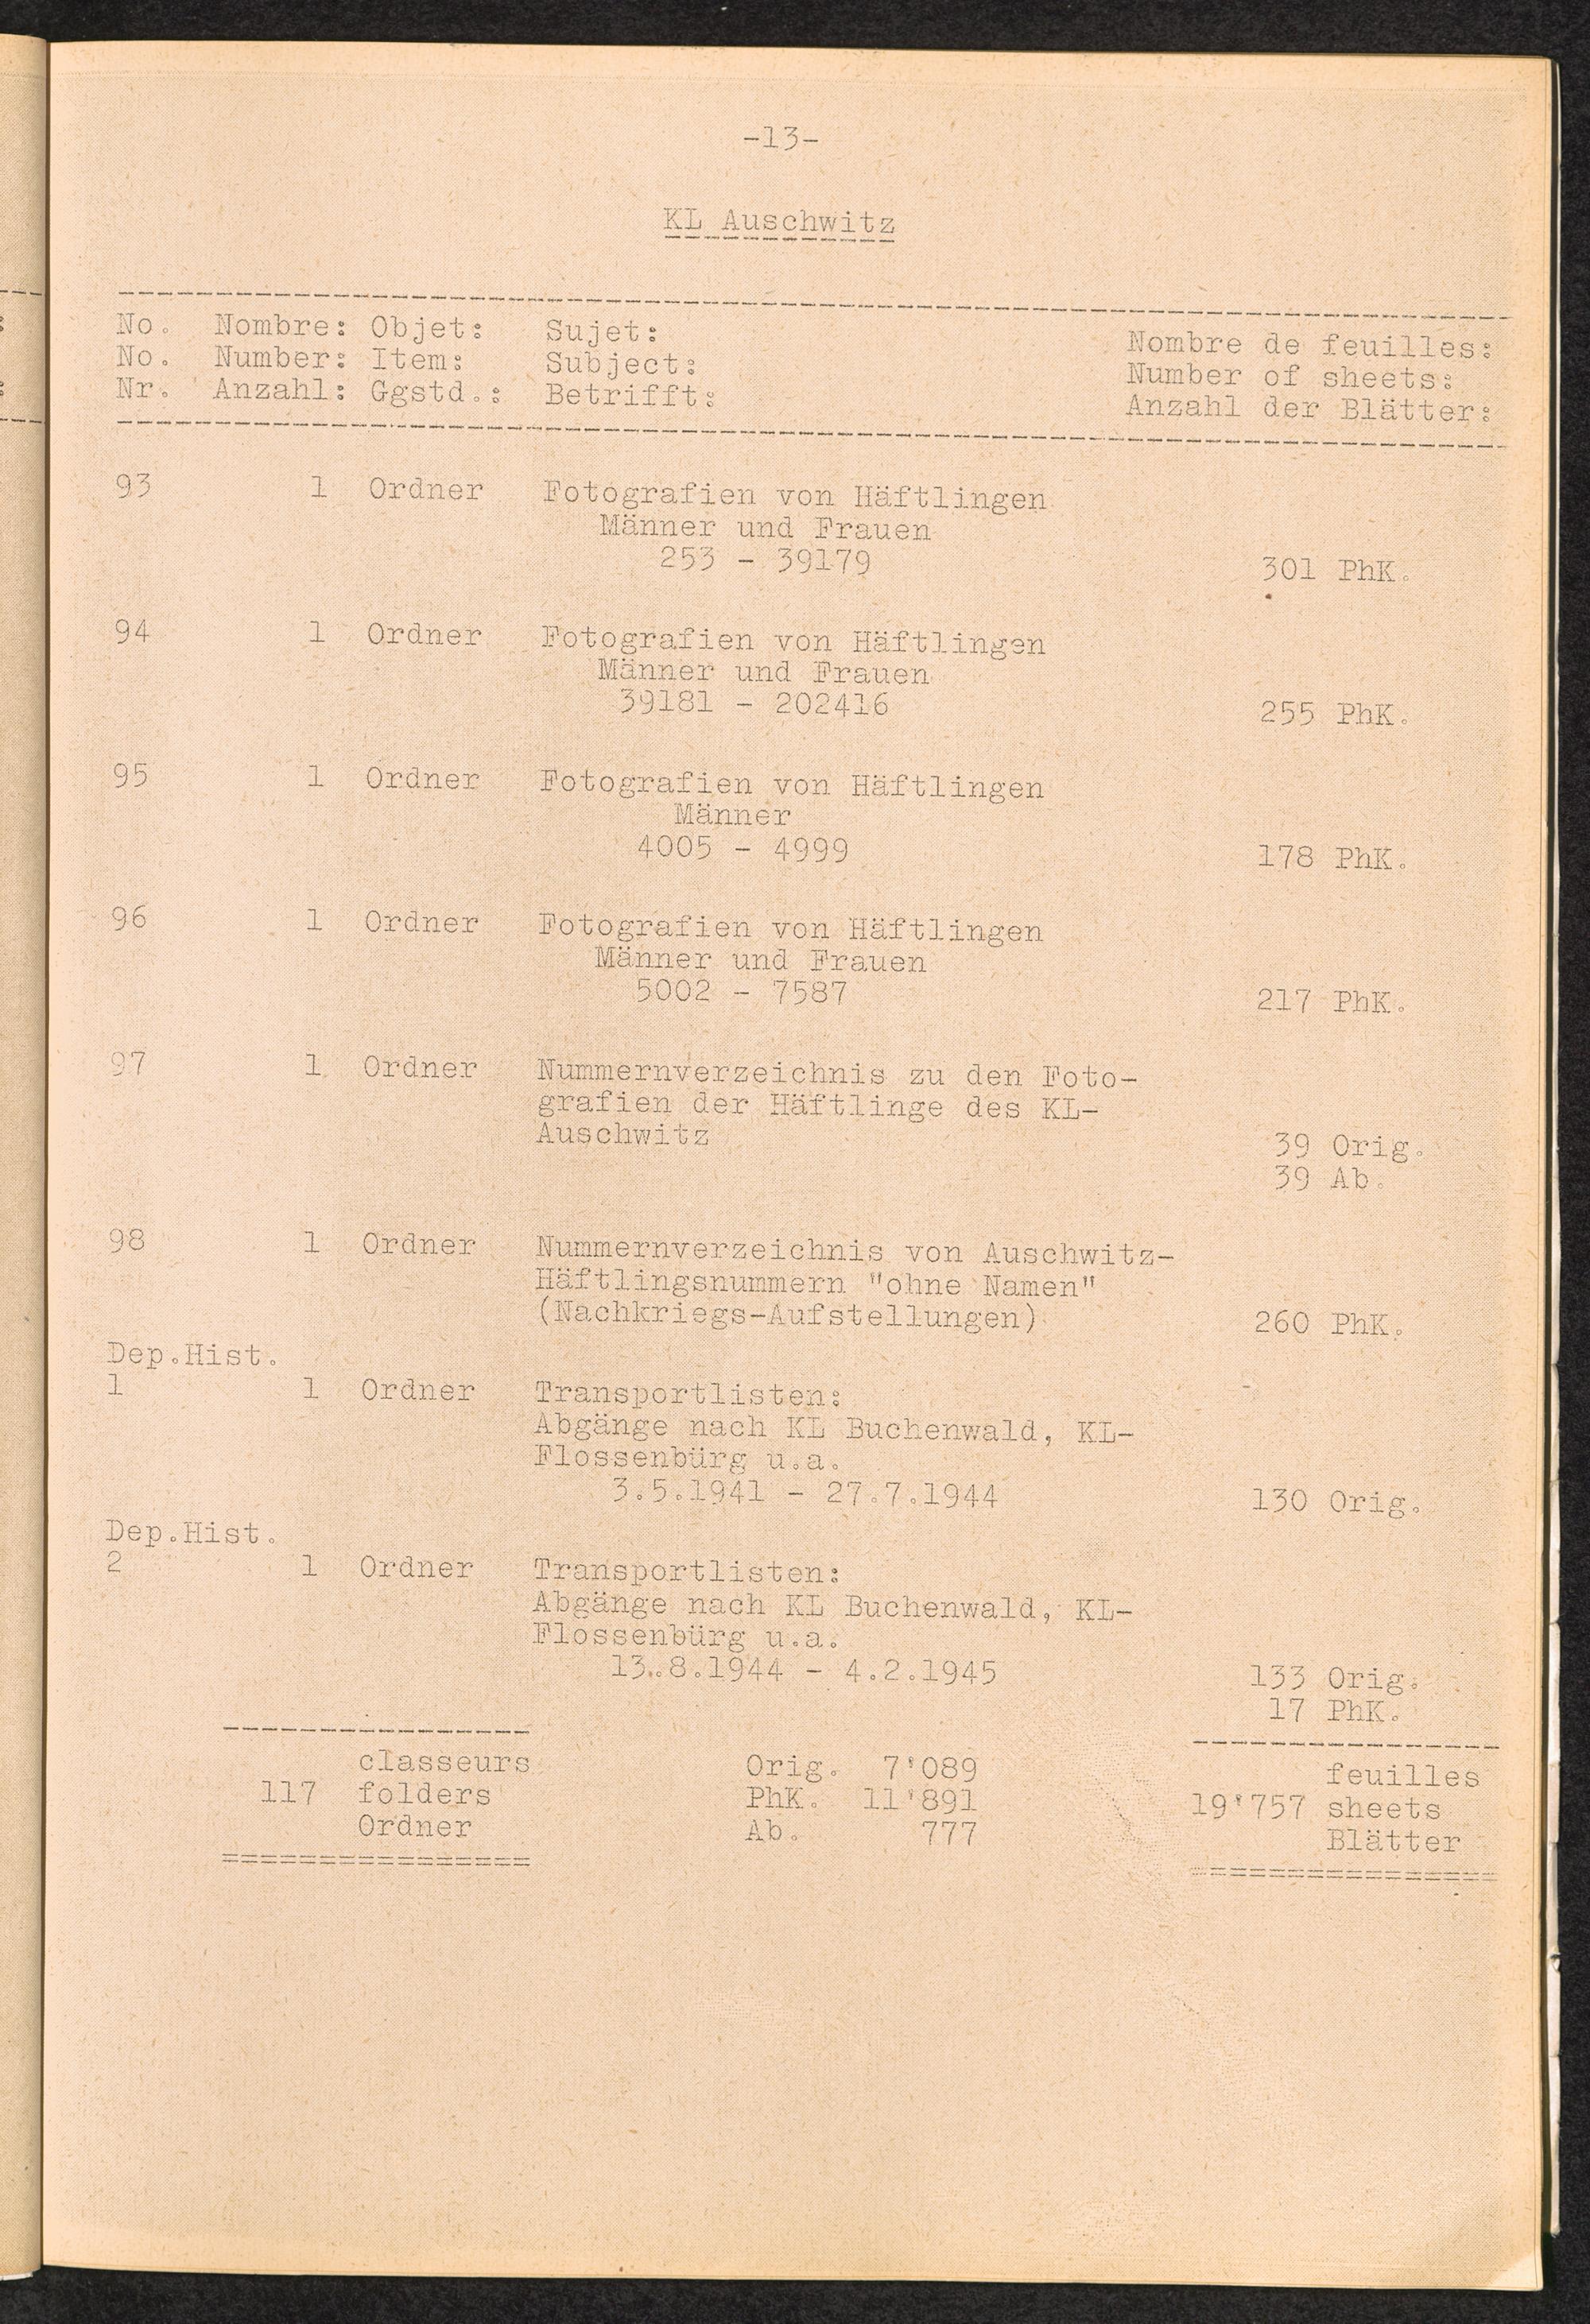 -13-
KL Auschwitz
No. Nombre: Objet: Sujet: Nombre de feuilles:
No. Number: Item: Subject: Number of sheets:
Nr. Anzahl: Ggstd.: Betrifft: Anzahl der Blätter:
93 1 Ordner Fotografien von Häftlingen
Männer und Frauen
253 - 39179 301 PhK.
94 1 Ordner Fotografien von Häftlingen
Männer und Frauen
39181 - 202416 255 PhK.
95 1 Ordner Fotografien von Häftlingen
Männer
4005 - 4999 178 PhK.
96 1 Ordner Fotografien von Häftlingen
Männer und Frauen
5002 - 7587 217 PhK.
97 1 Ordner Nummernverzeichnis zu den Foto-
grafien der Häftlinge des KL-
Auschwitz 39 Orig.
39 Ab.
98 1 Ordner Nummernverzeichnis von Auschwitz-
Häftlingsnummern "ohne Namen"
(Nachkriegs-Aufstellungen) 260 PhK.
Dep.Hist.
1 1 Ordner Transportlisten:
Abgänge nach KL Buchenwald, KL-
Flossenbürg u.a.
3.5.1941 - 27.7.1944 130 Orig.
Dep.Hist.
2 1 Ordner Transportlisten:
Abgänge nach KL Buchenwald, KL-
Flossenbürg u.a.
13.8.1944 - 4.2.1945 133 Orig.
17 PhK.
classeurs Orig. 7'089 feuilles
117 folders PhK. 11'891 19'757 sheets
Ordner Ab. 777 Blätter